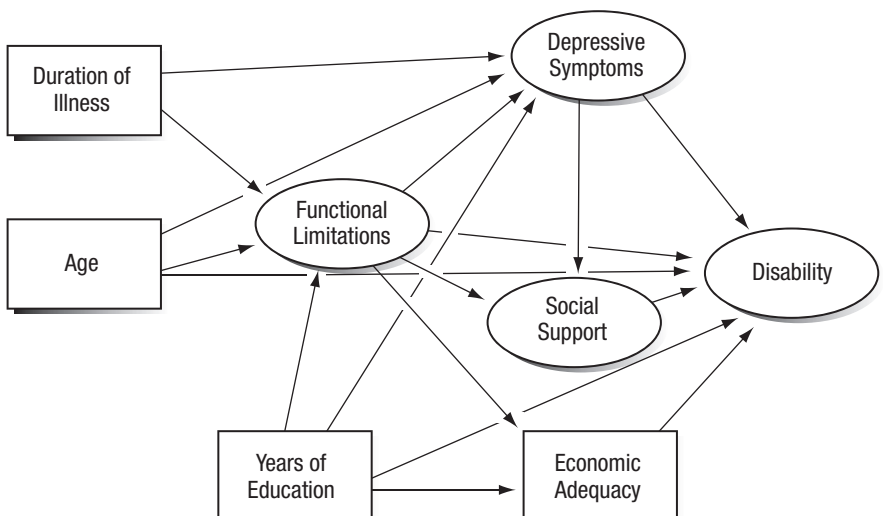 Depressive
Symptoms
Duration of
Illness
Functional
Limitations
Age
Disability
Social
Support
Years of
Education
Economic
Adequacy